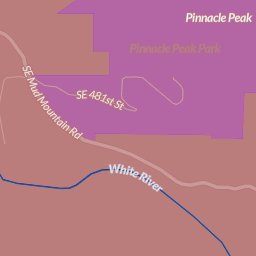 Pinnacle Peak
Pinnacle Peak Park
SE 481st St
SE Mud Mountain Rd
White River